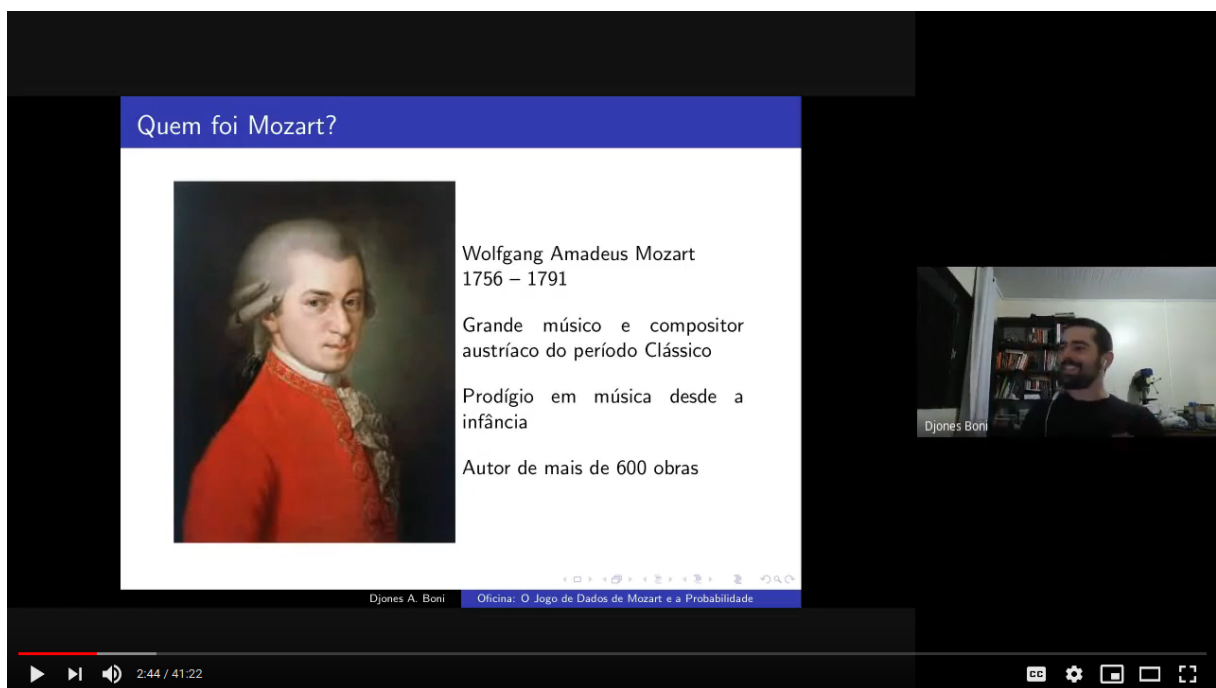 Quem foi Mozart?
Wolfgang Amadeus Mozart
1756 – 1791
Grande músico e compositor
austríaco do período Clássico
Prodígio em música desde a
infância
Autor de mais de 600 obras
Djones Boni
Djones A. Boni
Oficina: O Jogo de Dados de Mozart e a Probabilidade
2:44 / 41:22
CC